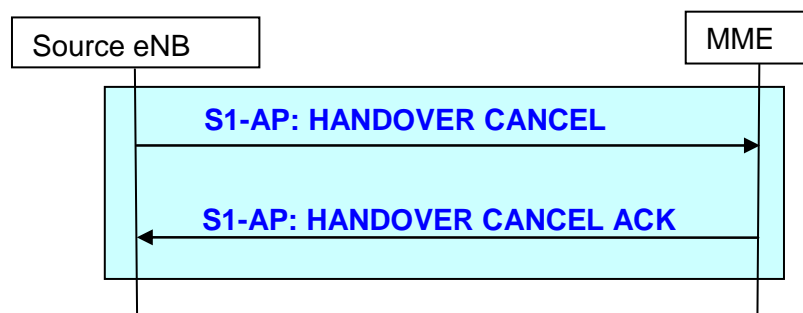 Source eNB
MME
S1-AP: HANDOVER CANCEL
S1-AP: HANDOVER CANCEL ACK